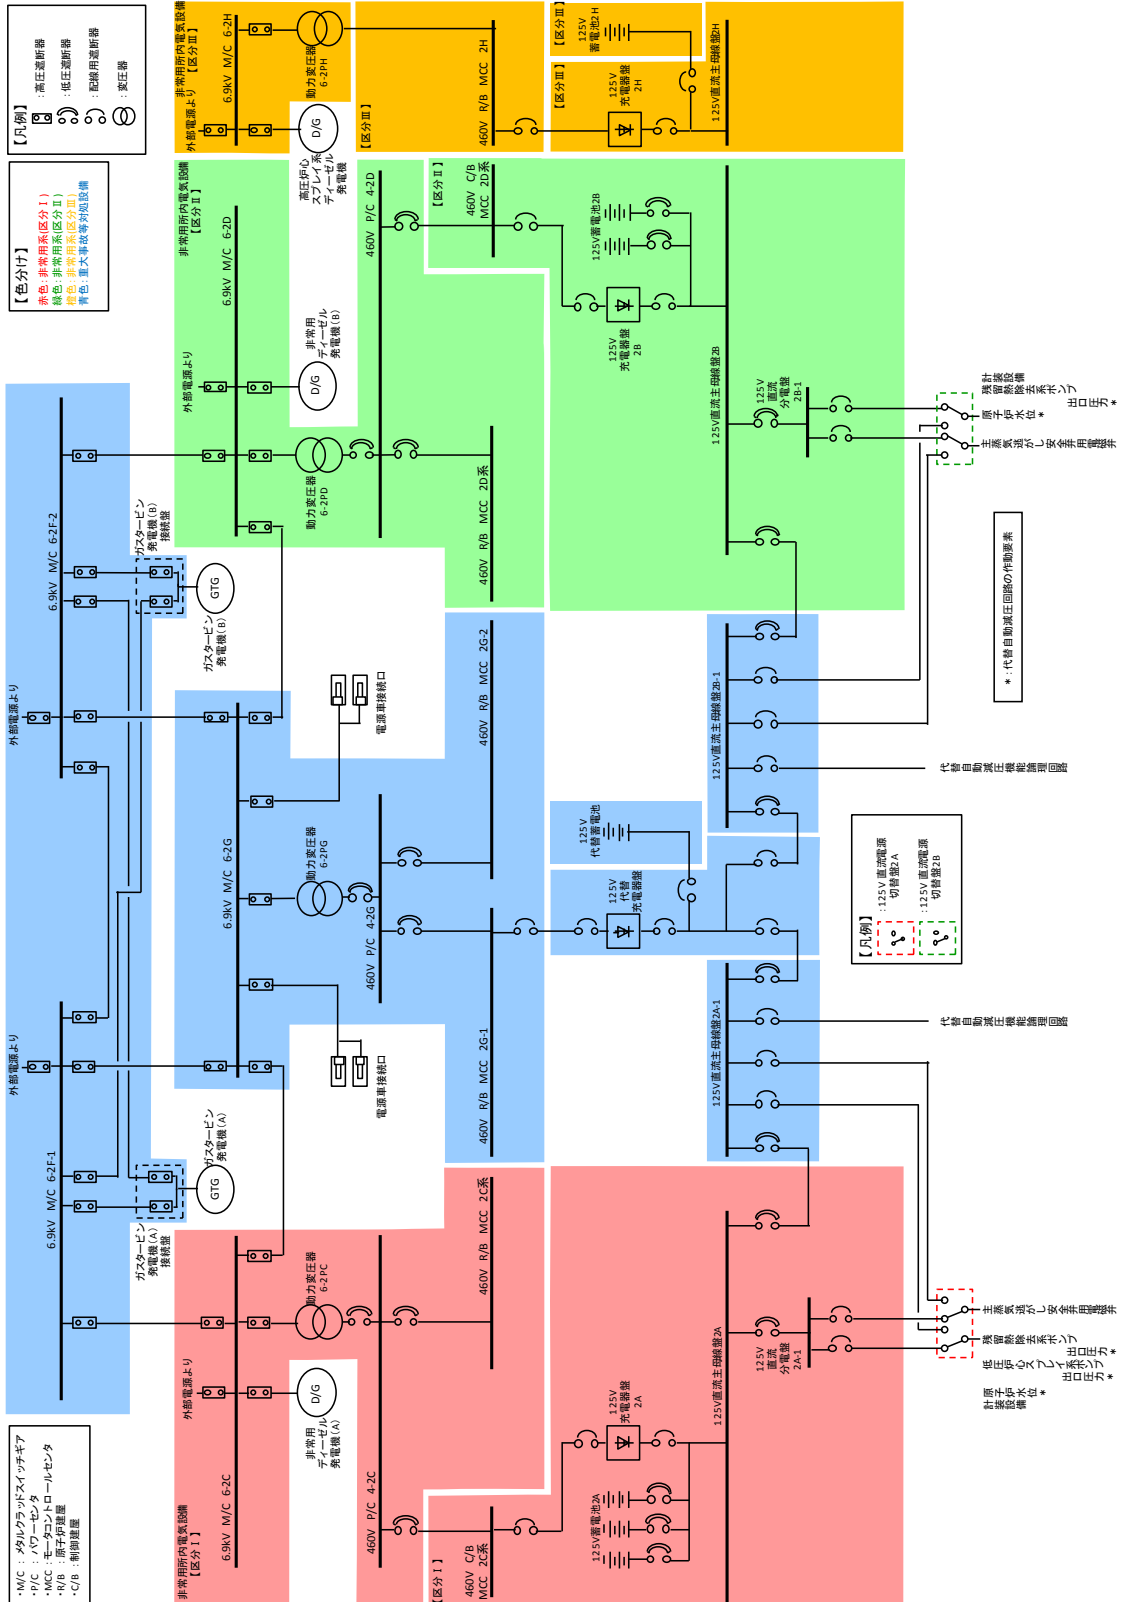 【凡例】
：高圧遮断器
：低圧遮断器
：配線用遮断器
：変圧器
【色分け】
赤色：非常用系(区分Ⅰ)
緑色：非常用系(区分Ⅱ)
橙色：非常用系(区分Ⅲ)
青色：重大事故等対処設備
・M/C ：メタルクラッドスイッチギア
・P/C ：パワーセンタ
・MCC ：モータコントロールセンタ
・R/B ：原子炉建屋
・C/B ：制御建屋
非常用所内電気設備
【区分Ⅲ】
外部電源より
6.9kV M/C 6-2H
動力変圧器
6-2PH
D/G
高圧炉心
スプレイ系
ディーゼル
発電機
【区分Ⅲ】
460V R/B MCC 2H
【区分Ⅲ】
125V
蓄電池2H
【区分Ⅲ】
125V
充電器盤
2H
125V直流主母線盤2H
非常用所内電気設備
【区分Ⅱ】
外部電源より
6.9kV M/C 6-2D
D/G
非常用
ディーゼル
発電機(B)
動力変圧器
6-2PD
460V P/C 4-2D
【区分Ⅱ】
460V C/B
MCC 2D系
460V R/B MCC 2D系
125V蓄電池2B
125V
充電器盤
2B
125V直流主母線盤2B
125V
直流
分電盤
2B-1
計装設備
残留熱除去系ポンプ
出口圧力*
原子炉水位*
主蒸気逃がし安全弁用電磁弁
外部電源より
6.9kV M/C 6-2F-2
ガスタービン
発電機(B)
接続盤
GTG
ガスタービン
発電機(B)
6.9kV M/C 6-2G
電源車接続口
動力変圧器
6-2PG
460V P/C 4-2G
電源車接続口
460V R/B MCC 2G-2
460V R/B MCC 2G-1
125V
代替蓄電池
125V
代替
充電器盤
125V直流主母線盤2B-1
125V直流主母線盤2A-1
代替自動減圧機能論理回路
代替自動減圧機能論理回路
*：代替自動減圧回路の作動要素
【凡例】
：125V直流電源
切替盤2A
：125V直流電源
切替盤2B
外部電源より
6.9kV M/C 6-2F-1
ガスタービン
発電機(A)
接続盤
GTG
ガスタービン
発電機(A)
非常用所内電気設備
【区分Ⅰ】
外部電源より
6.9kV M/C 6-2C
D/G
非常用
ディーゼル
発電機(A)
動力変圧器
6-2PC
460V P/C 4-2C
【区分Ⅰ】
460V C/B
MCC 2C系
460V R/B MCC 2C系
125V蓄電池2A
125V
充電器盤
2A
125V直流主母線盤2A
125V
直流
分電盤
2A-1
主蒸気逃がし安全弁用電磁弁
残留熱除去系ポンプ
出口圧力*
低圧炉心スプレイ系ポンプ
出口圧力*
原子炉水位*
計装設備